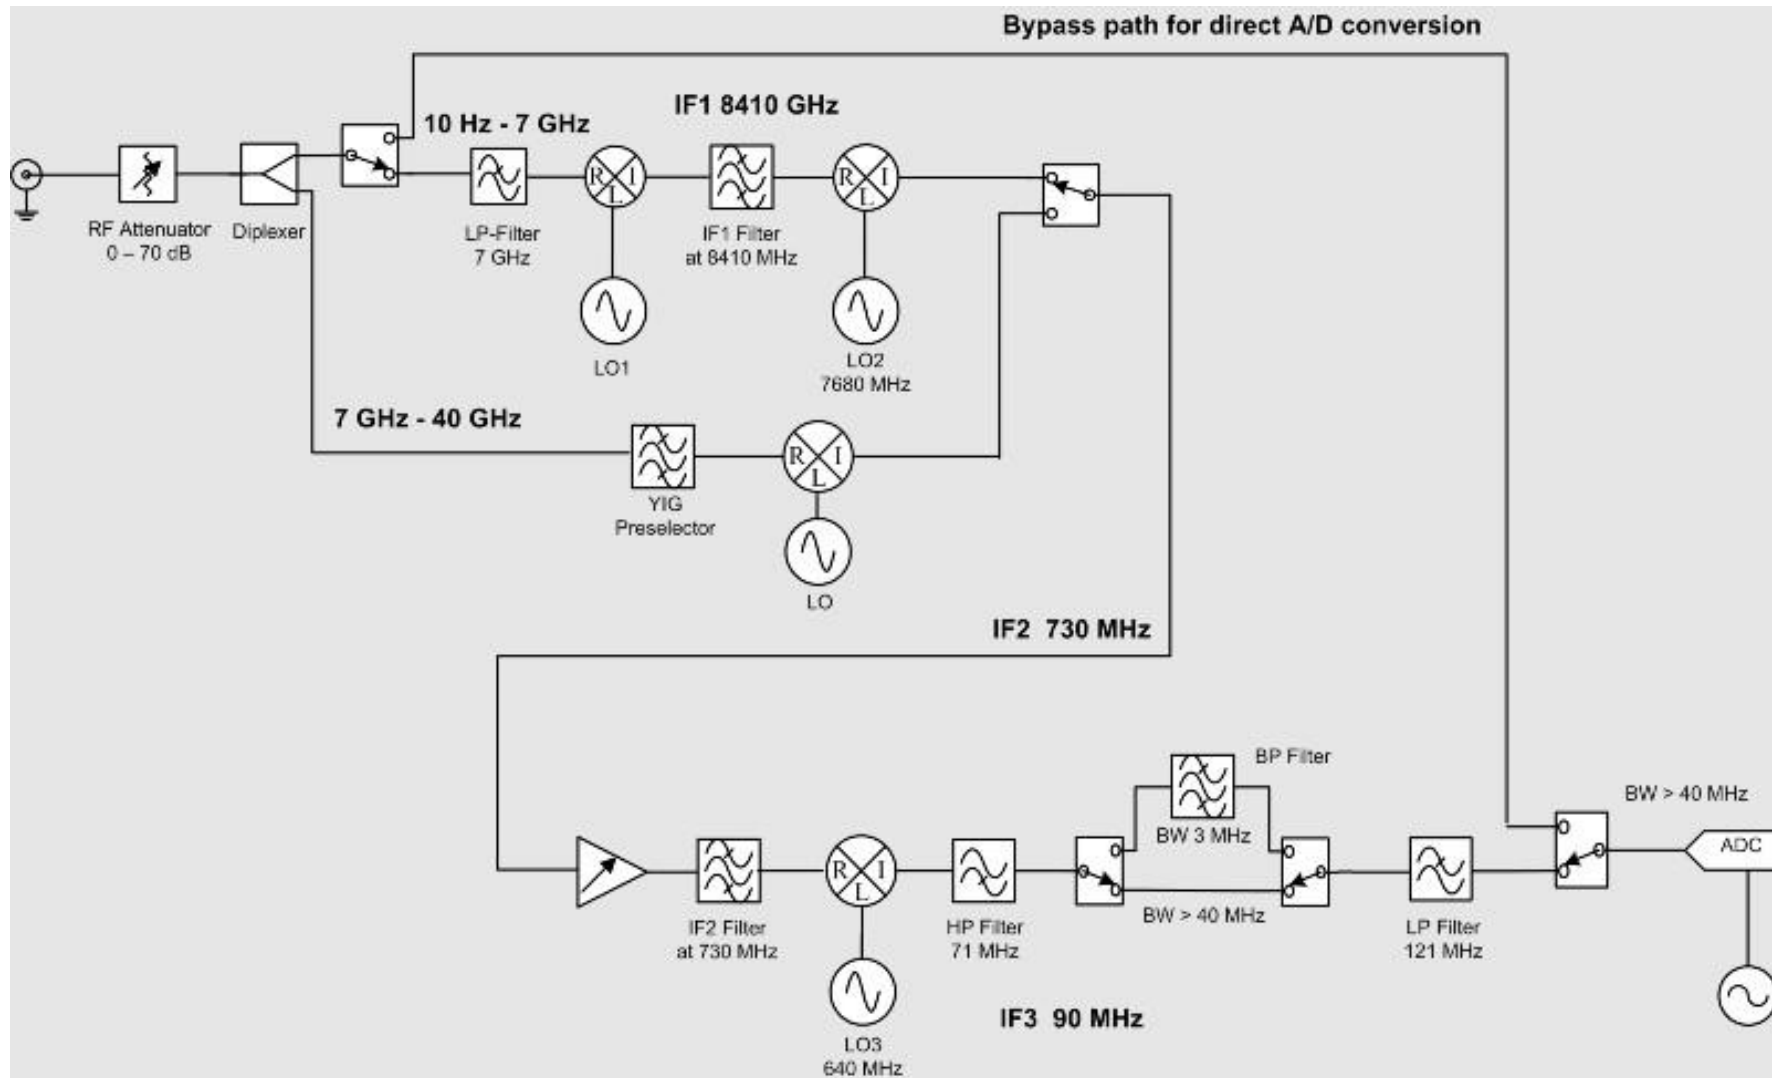 Bypass path for direct A/D conversion
IF1 8410 GHz
10 Hz - 7 GHz
R I
L
R I
L
RF Attenuator
0 – 70 dB
Diplexer
LP-Filter
7 GHz
IF1 Filter
at 8410 MHz
LO1
LO2
7680 MHz
7 GHz - 40 GHz
R I
L
YIG
Preselector
LO
IF2 730 MHz
BP Filter
BW 3 MHz
BW > 40 MHz
ADC
R I
L
BW > 40 MHz
IF2 Filter
at 730 MHz
HP Filter
71 MHz
LP Filter
121 MHz
IF3 90 MHz
LO3
640 MHz